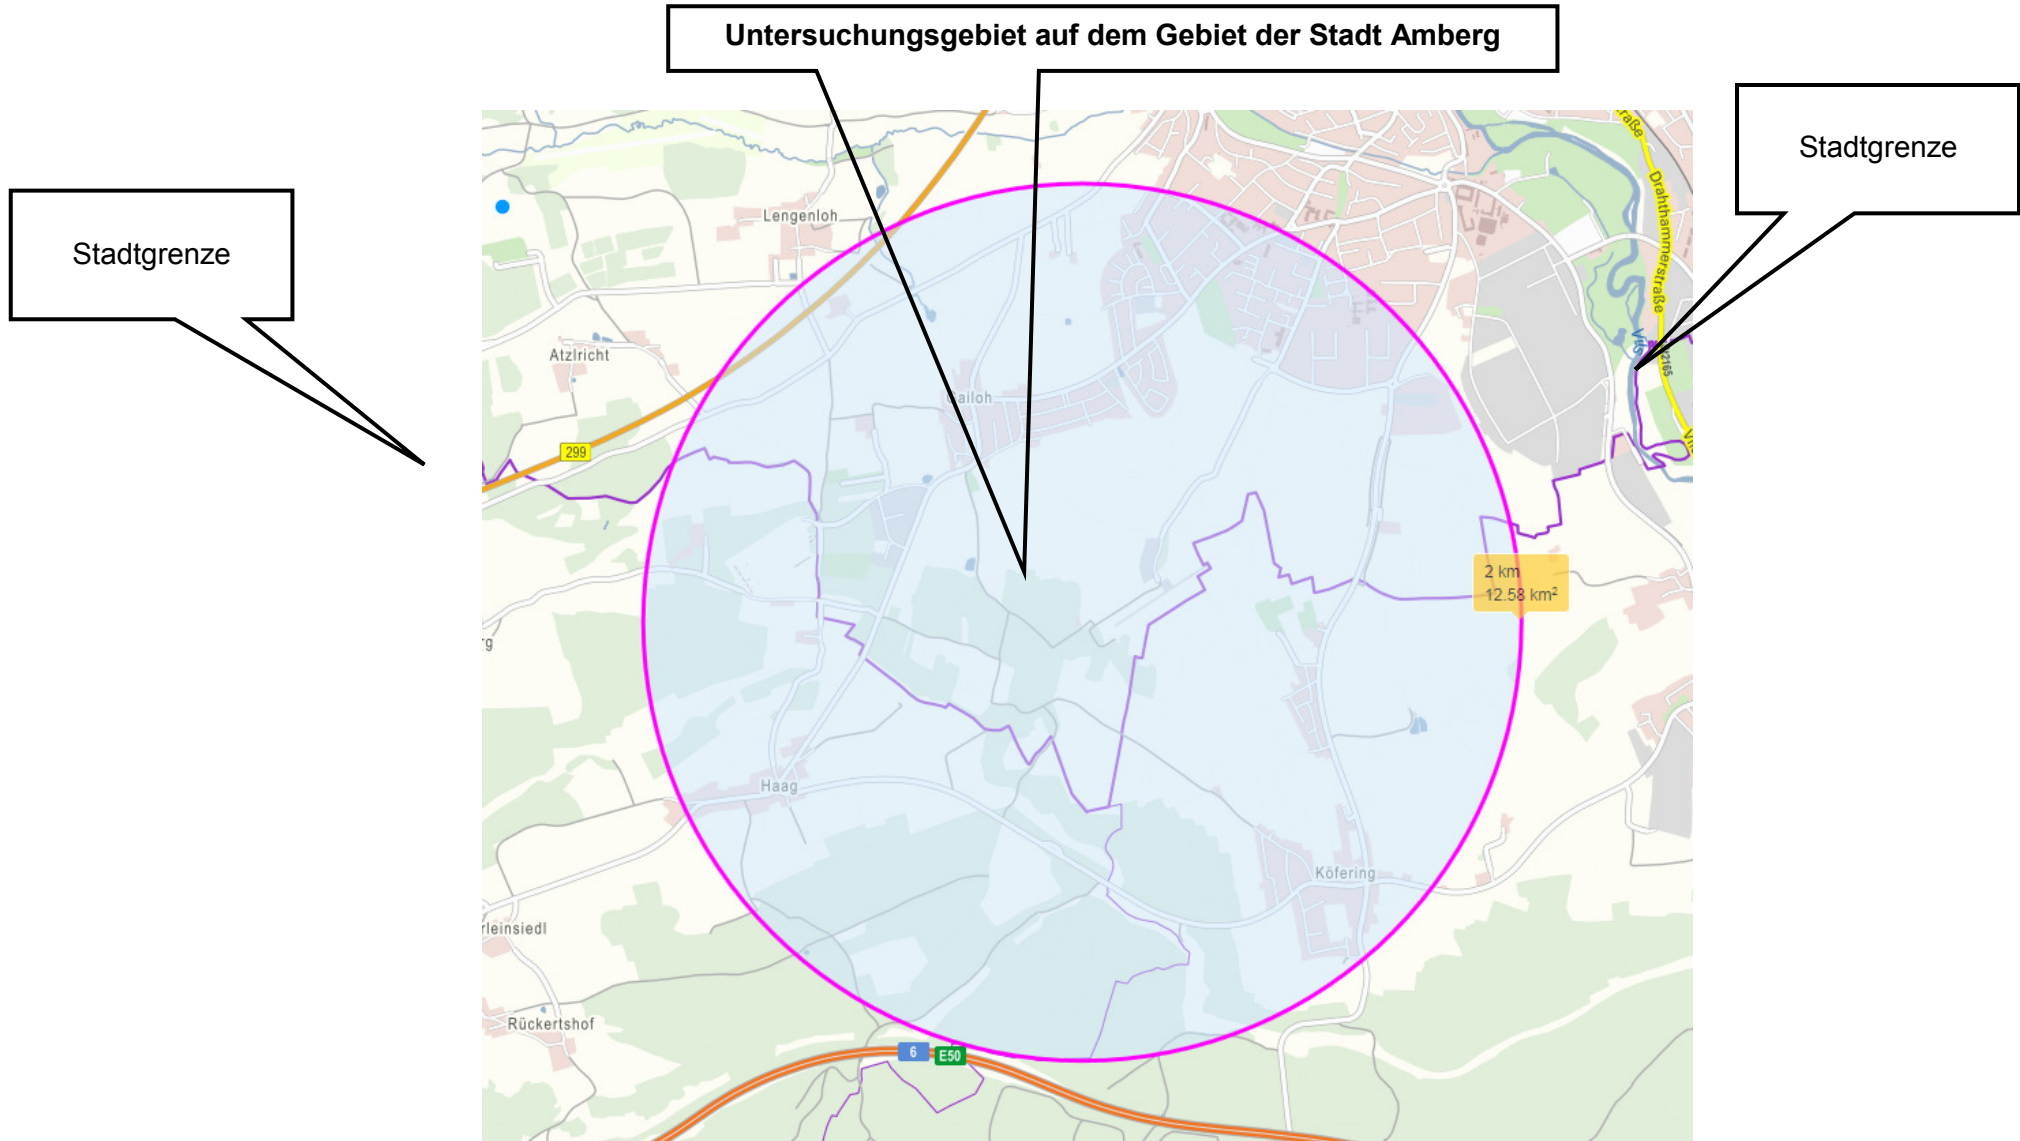 Untersuchungsgebiet auf dem Gebiet der Stadt Amberg
Stadtgrenze
Stadtgrenze
Drahthammerstraße
Lengenloh
Vils
Atzlricht
Gailoh
299
2 km
12.58 km²
Haag
Köfering
rleinsiedl
Rückertshof
6
E50